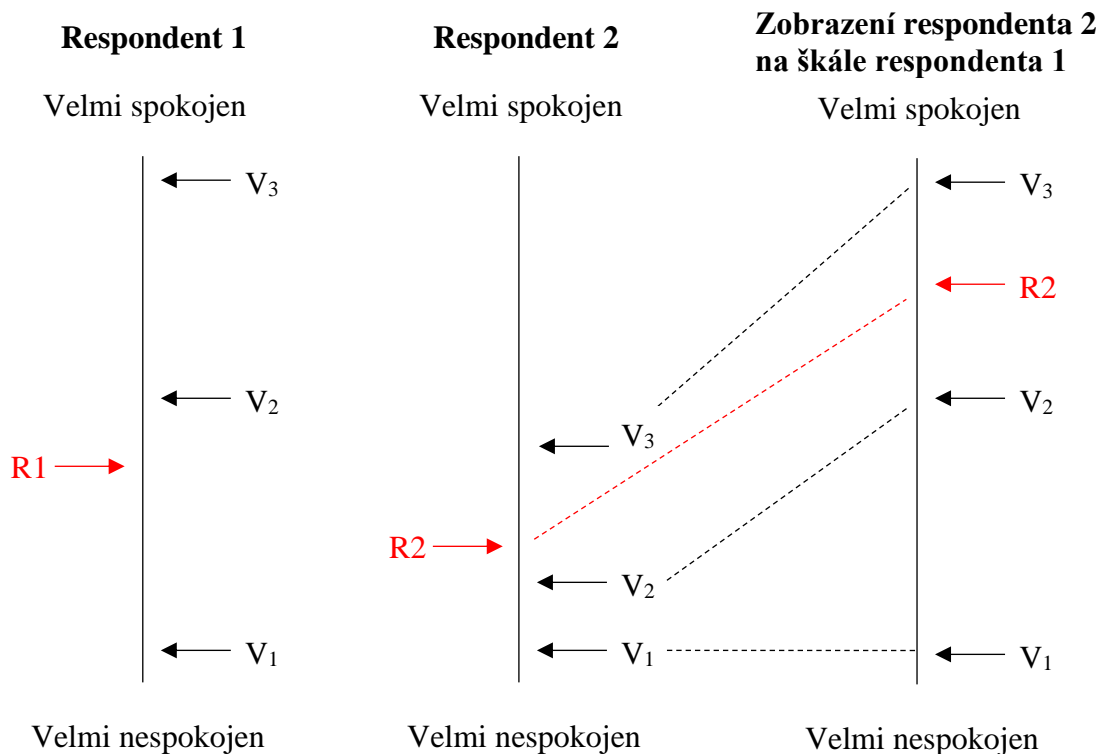 Respondent 1
Velmi spokojen
V₃
V₂
R1
V₁
Velmi nespokojen
Respondent 2
Velmi spokojen
V₃
R2
V₂
V₁
Velmi nespokojen
Zobrazení respondenta 2
na škále respondenta 1
Velmi spokojen
V₃
R2
V₂
V₁
Velmi nespokojen